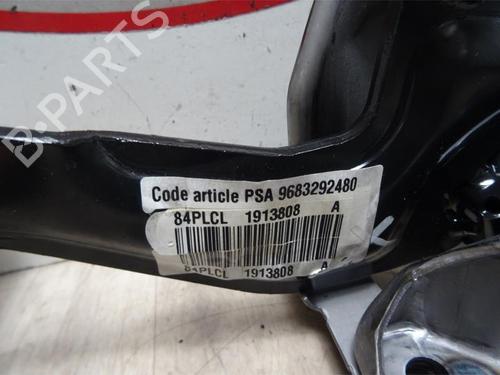 B-PARTS
Code article PSA 9683292480
84PLCL 1913808 A
84PLCL 1913808 A